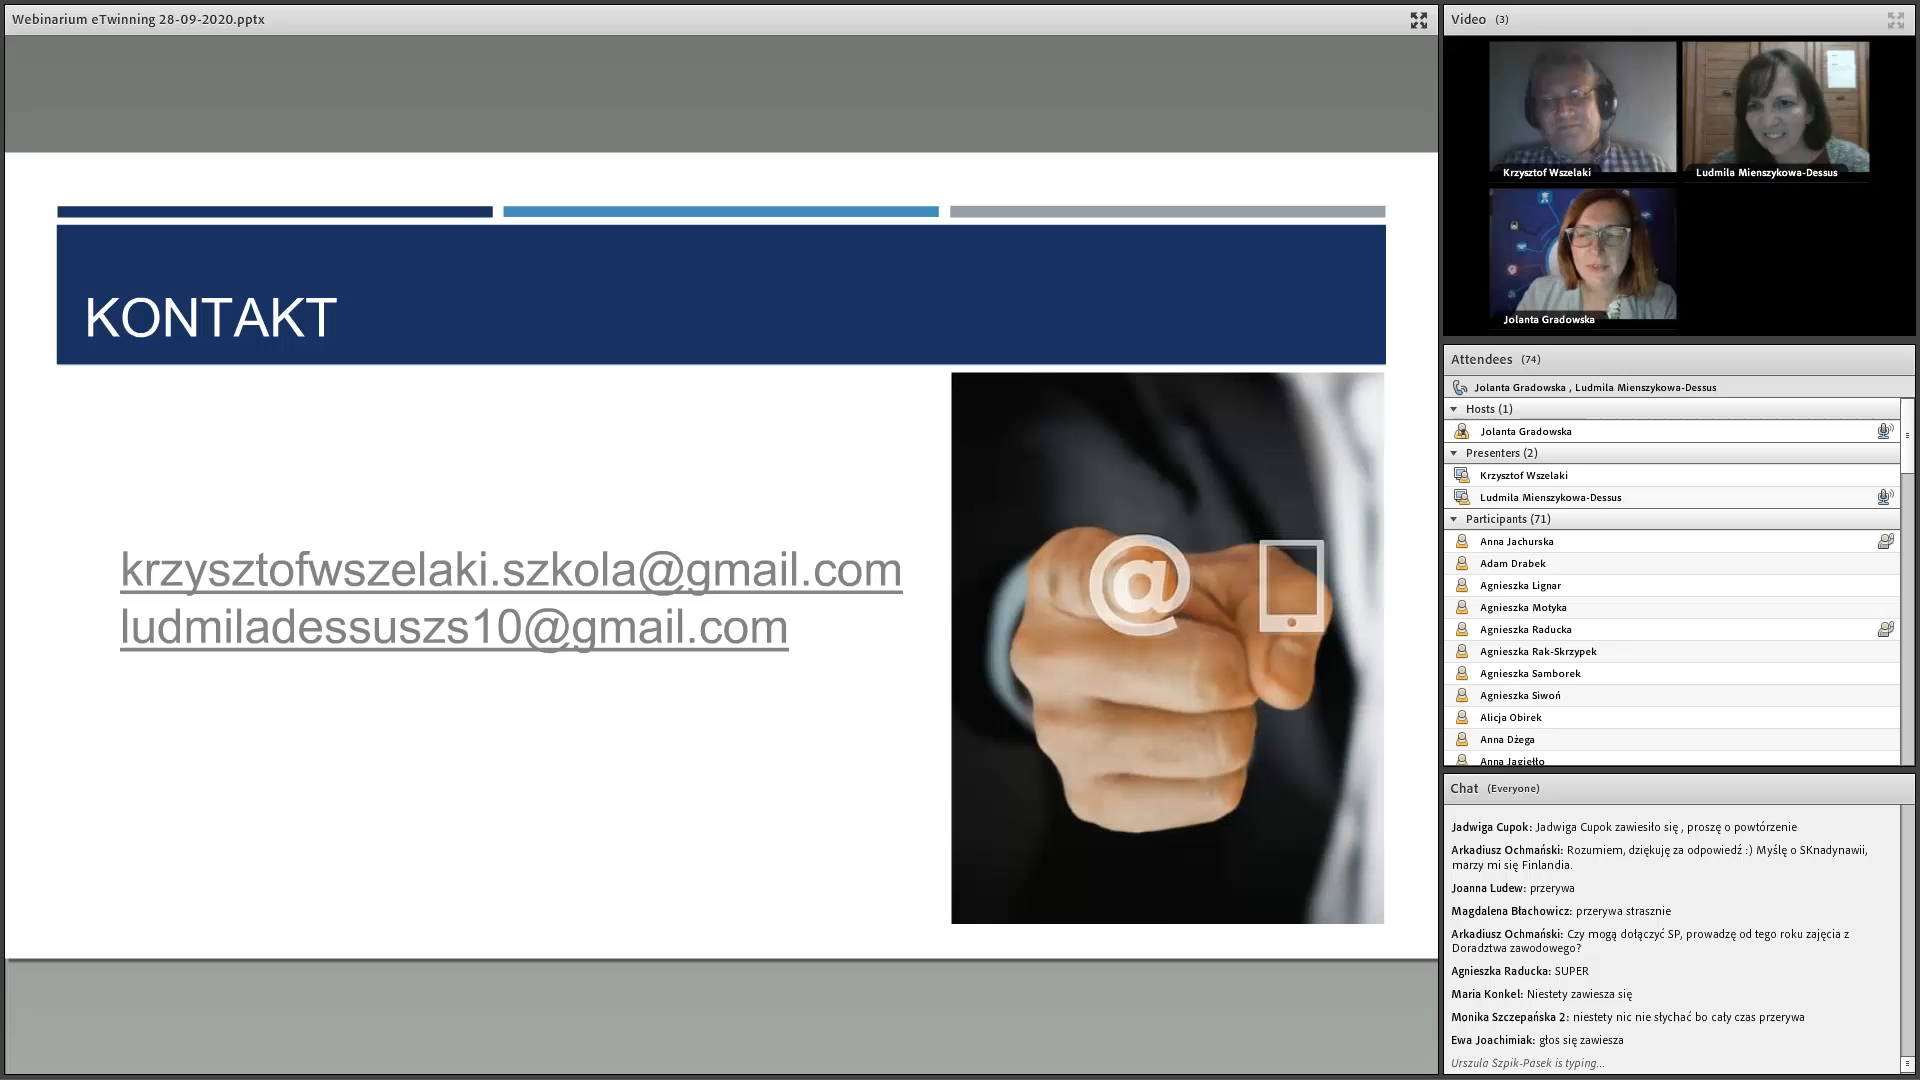 Webinarium eTwinning 28-09-2020.pptx
KONTAKT
krzysztofwszelaki.szkola@gmail.com
ludmiladessuszs10@gmail.com
@
Video (3)
Krzysztof Wszelaki
Ludmila Mienszykowa-Dessus
Jolanta Gradowska
Attendees (74)
Jolanta Gradowska , Ludmila Mienszykowa-Dessus
Hosts (1)
Jolanta Gradowska
Presenters (2)
Krzysztof Wszelaki
Ludmila Mienszykowa-Dessus
Participants (71)
Anna Jachurska
Adam Drabek
Agnieszka Lignar
Agnieszka Motyka
Agnieszka Raducka
Agnieszka Rak-Skrzypek
Agnieszka Samborek
Agnieszka Siwoń
Alicja Obirek
Anna Dżega
Anna Jagiełło
Chat (Everyone)
Jadwiga Cupok: Jadwiga Cupok zawiesiło się , proszę o powtórzenie
Arkadiusz Ochmański: Rozumiem, dziękuję za odpowiedź :) Myślę o SKnadynawii,
marzy mi się Finlandia.
Joanna Ludew: przerywa
Magdalena Błachowicz: przerywa strasznie
Arkadiusz Ochmański: Czy mogą dołączyć SP, prowadzę od tego roku zajęcia z
Doradztwa zawodowego?
Agnieszka Raducka: SUPER
Maria Konkel: Niestety zawiesza się
Monika Szczepańska 2: niestety nic nie słychać bo cały czas przerywa
Ewa Joachimiak: głos się zawiesza
Urszula Szpik-Pasek is typing...